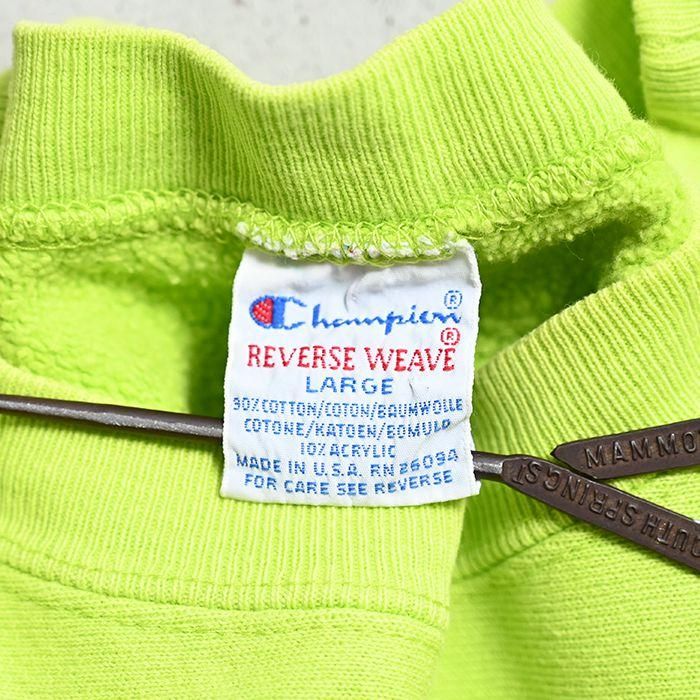 Champion®
REVERSE WEAVE®
LARGE
90% COTTON/COTON/BAUMWOLLE
COTONE/KATOEN/BOMULD
10% ACRYLIC
MADE IN U.S.A. RN 26094
FOR CARE SEE REVERSE
MAMMO
UTH SPRINGS